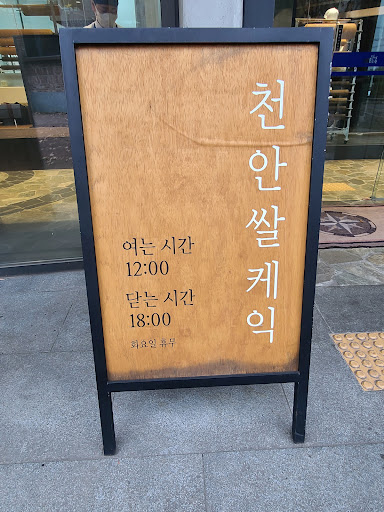 천안쌀케익
여는 시간
12:00
닫는 시간
18:00
화요일 휴무